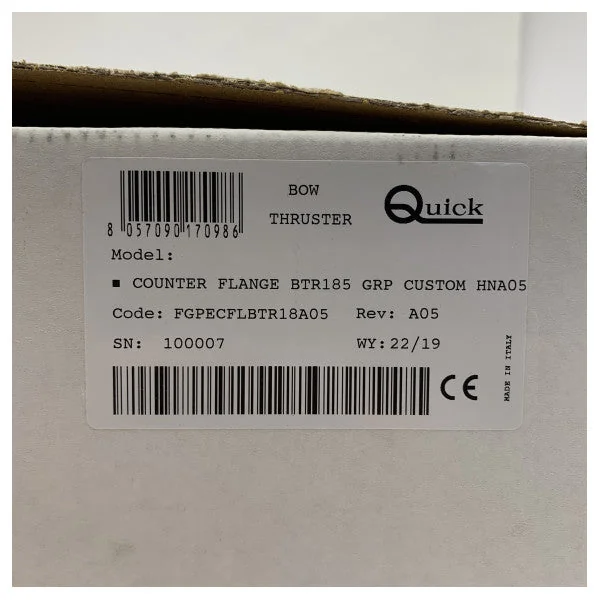 BOW
THRUSTER
Quick
8 057090 170986
Model:
▪ COUNTER FLANGE BTR185 GRP CUSTOM HNA05
Code: FGPECFLBTR18A05 Rev: A05
SN: 100007 WY: 22/19
CE
MADE IN ITALY